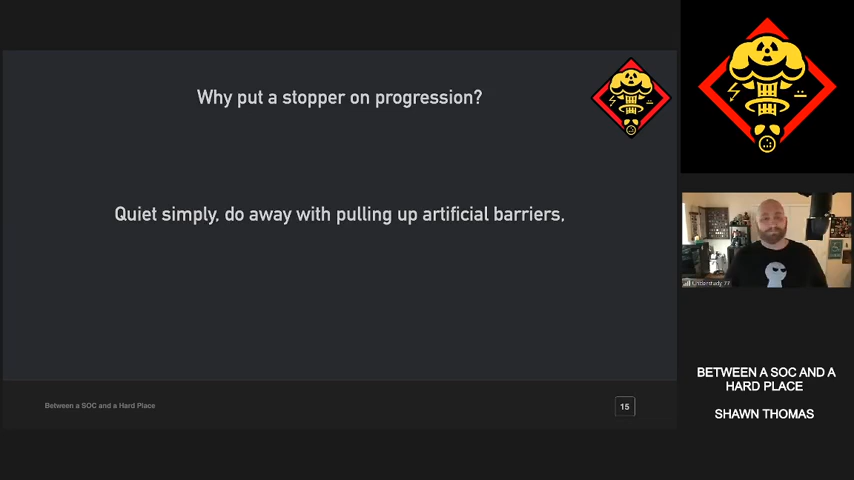 Why put a stopper on progression?
Quiet simply, do away with pulling up artificial barriers,
Between a SOC and a Hard Place
15
Understudy_77
BETWEEN A SOC AND A
HARD PLACE
SHAWN THOMAS